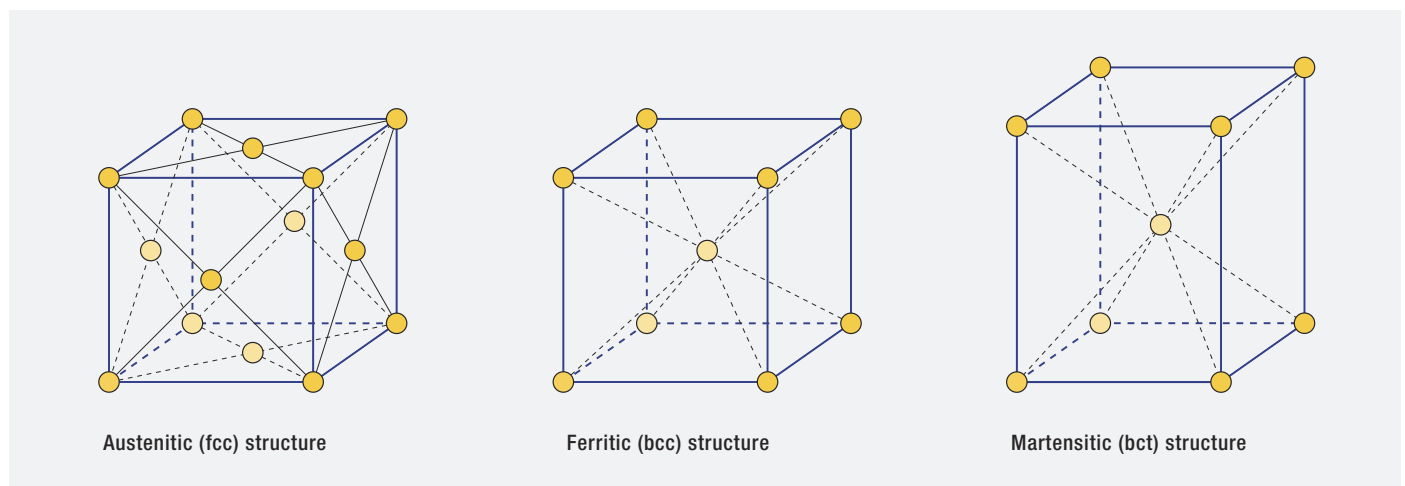 Austenitic (fcc) structure
Ferritic (bcc) structure
Martensitic (bct) structure